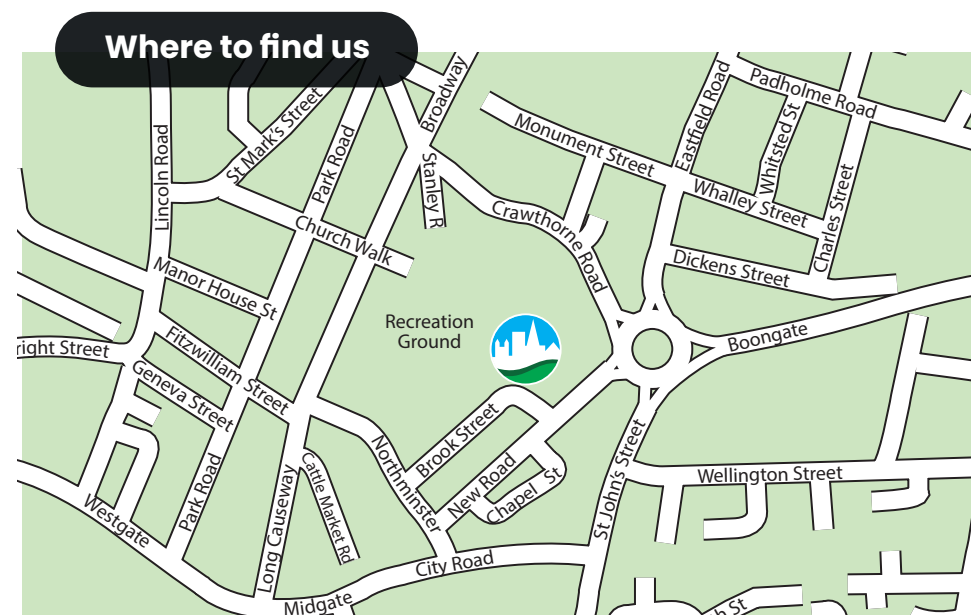 Where to find us
Padholme Road
Broadway
Eastfield Road
St Mark's Street
Whitsted St
Monument Street
Lincoln Road
Park Road
Stanley R
Whalley Street
Crawthorne Road
Charles Street
Church Walk
Dickens Street
Manor House St
Recreation
Ground
Boongate
Fitzwilliam Street
right Street
Geneva Street
Brook Street
Northminster
New Road
Chapel St
St John's Street
Wellington Street
Cattle Market Rd
Park Road
Long Causeway
Westgate
City Road
Midgate
h St